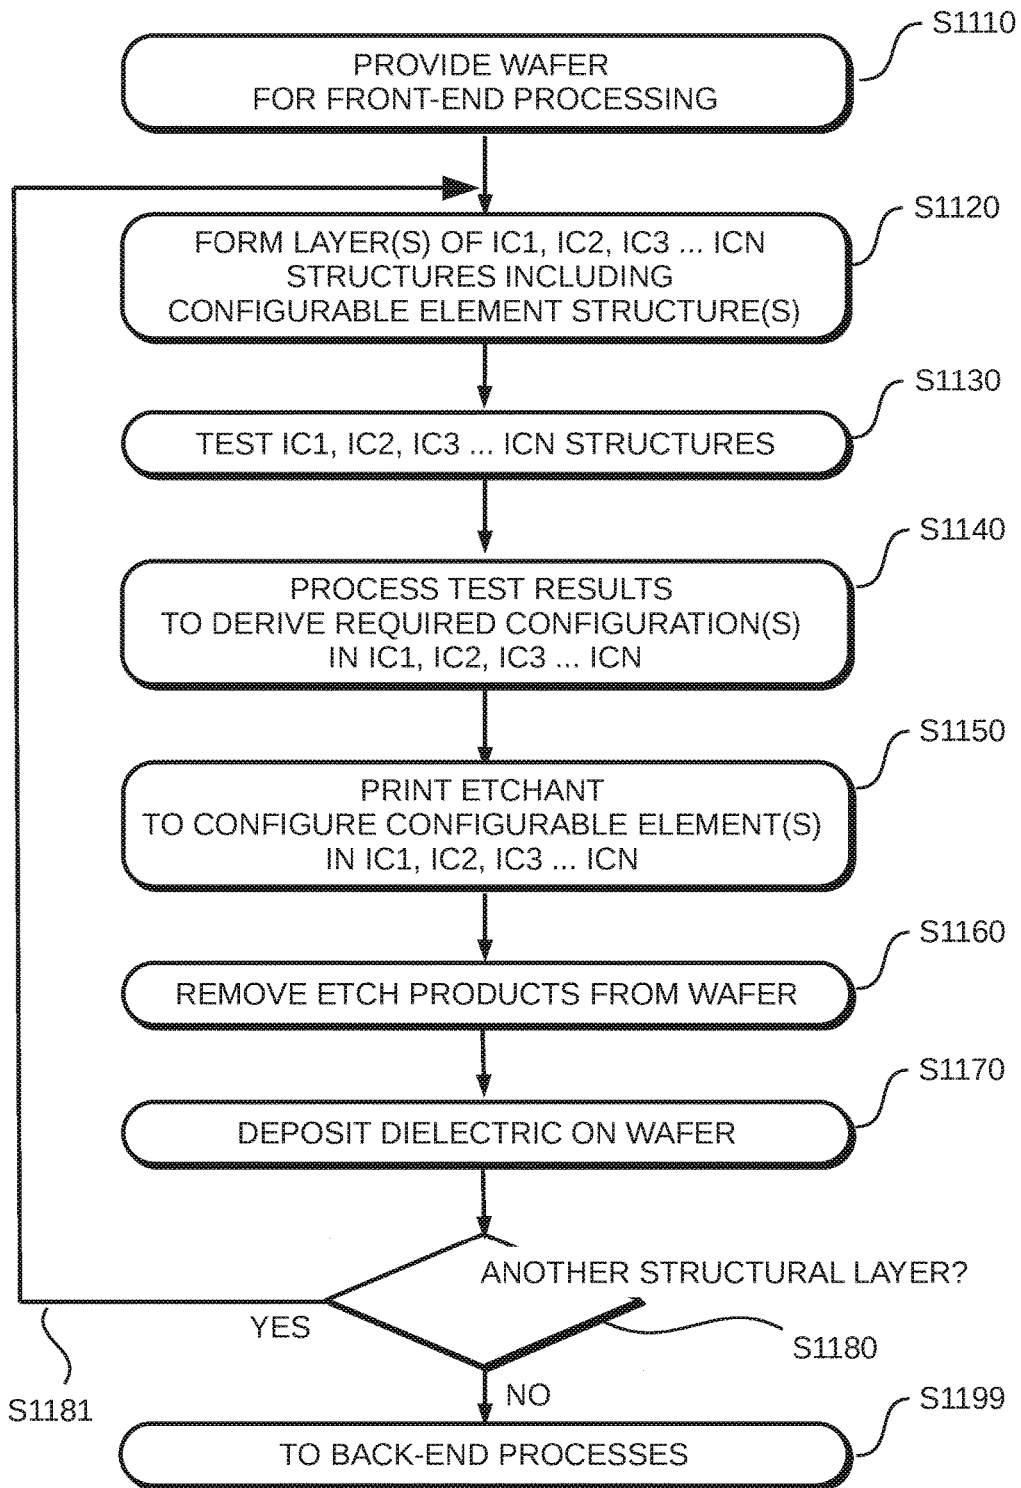 S1110
PROVIDE WAFER
FOR FRONT-END PROCESSING
S1120
FORM LAYER(S) OF IC1, IC2, IC3 ... ICN
STRUCTURES INCLUDING
CONFIGURABLE ELEMENT STRUCTURE(S)
S1130
TEST IC1, IC2, IC3 ... ICN STRUCTURES
S1140
PROCESS TEST RESULTS
TO DERIVE REQUIRED CONFIGURATION(S)
IN IC1, IC2, IC3 ... ICN
S1150
PRINT ETCHANT
TO CONFIGURE CONFIGURABLE ELEMENT(S)
IN IC1, IC2, IC3 ... ICN
S1160
REMOVE ETCH PRODUCTS FROM WAFER
S1170
DEPOSIT DIELECTRIC ON WAFER
ANOTHER STRUCTURAL LAYER?
YES
S1180
S1181
NO
S1199
TO BACK-END PROCESSES